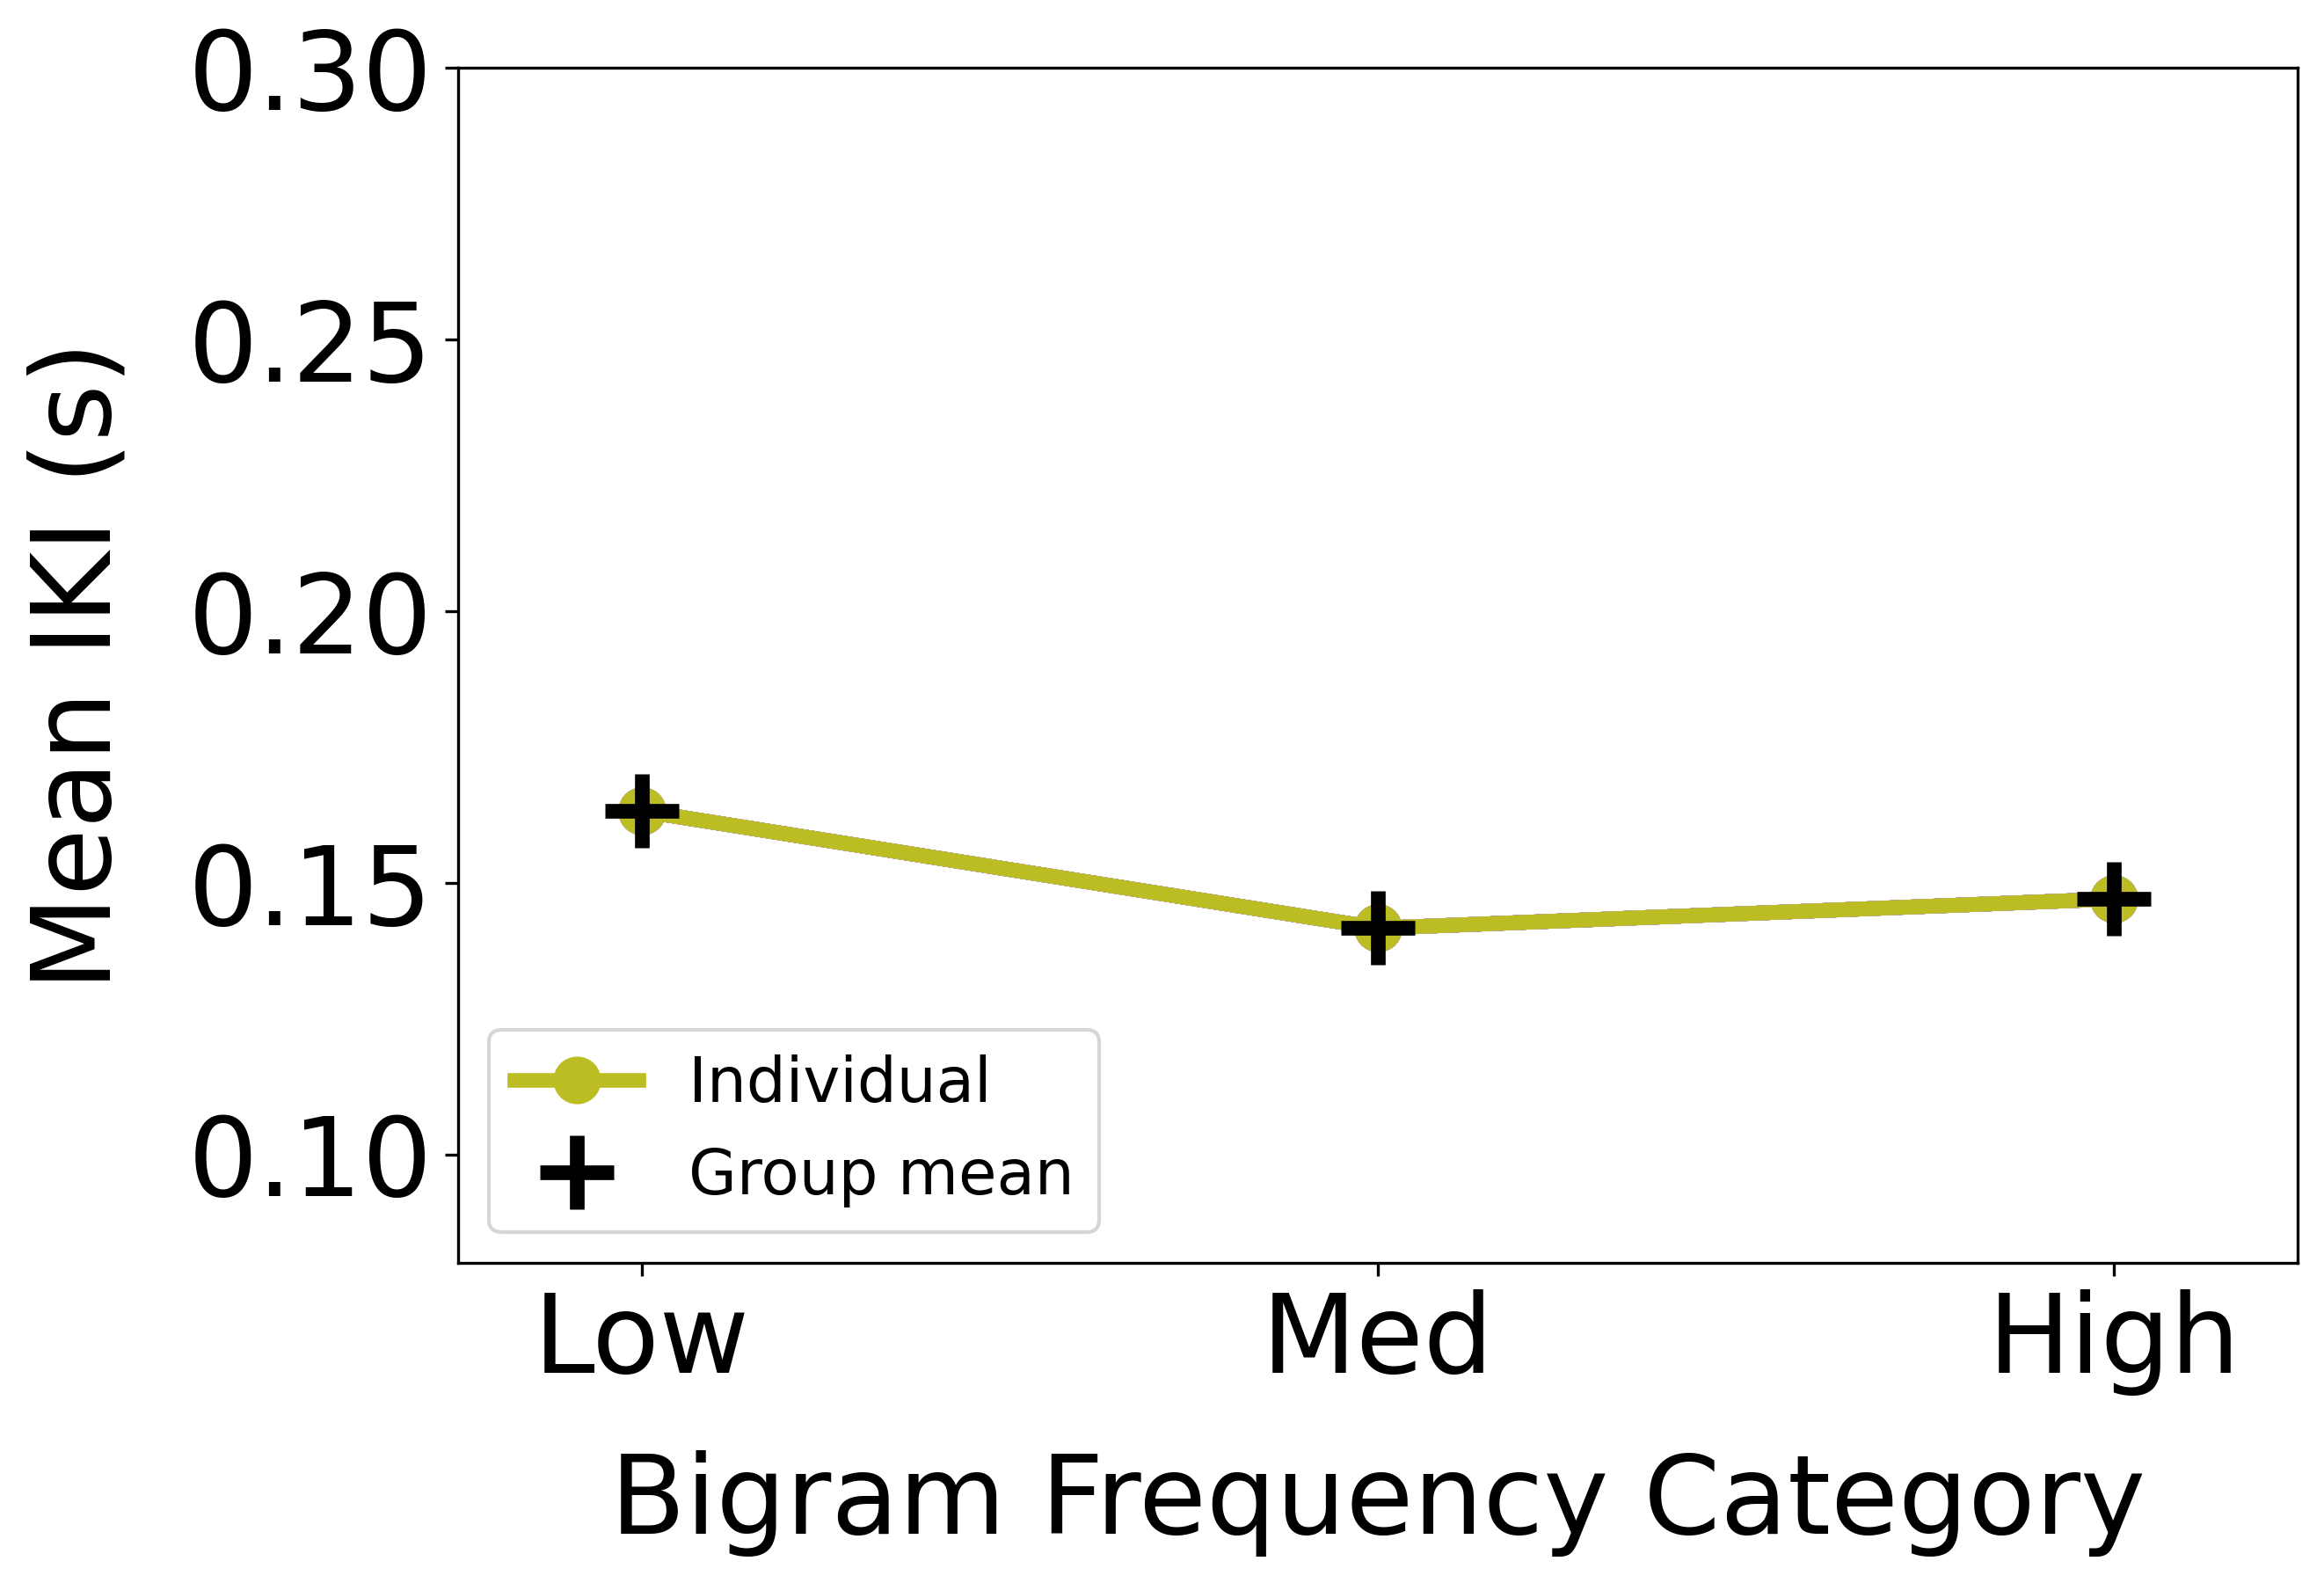 0.30
0.25
0.20
0.15
0.10
Mean IKI (s)
Individual
Group mean
Low
Med
High
Bigram Frequency Category